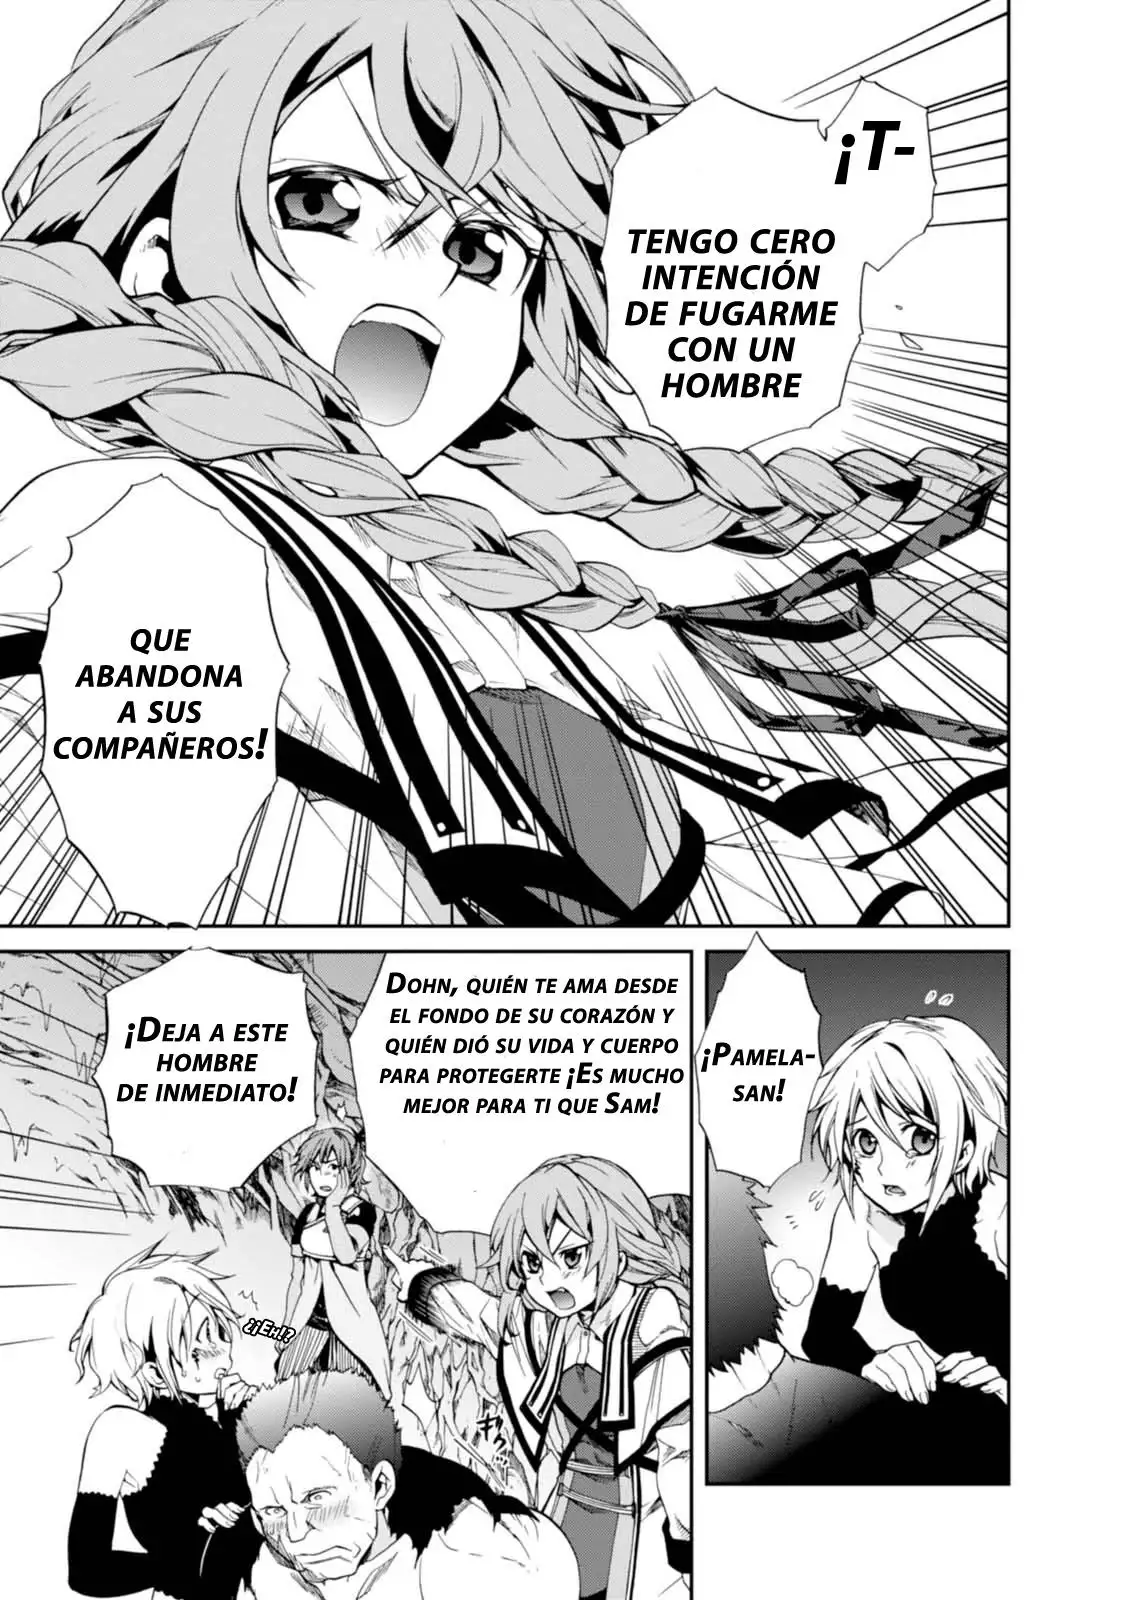 ¡T-
TENGO CERO
INTENCIÓN
DE FUGARME
CON UN
HOMBRE
QUE
ABANDONA
A SUS
COMPAÑEROS!
¡PAMELA-
SAN!
DOHN, QUIÉN TE AMA DESDE
EL FONDO DE SU CORAZÓN Y
QUIÉN DIÓ SU VIDA Y CUERPO
PARA PROTEGERTE ¡ES MUCHO
MEJOR PARA TI QUE SAM!
¡DEJA A ESTE
HOMBRE
DE INMEDIATO!
¿¡EH!?